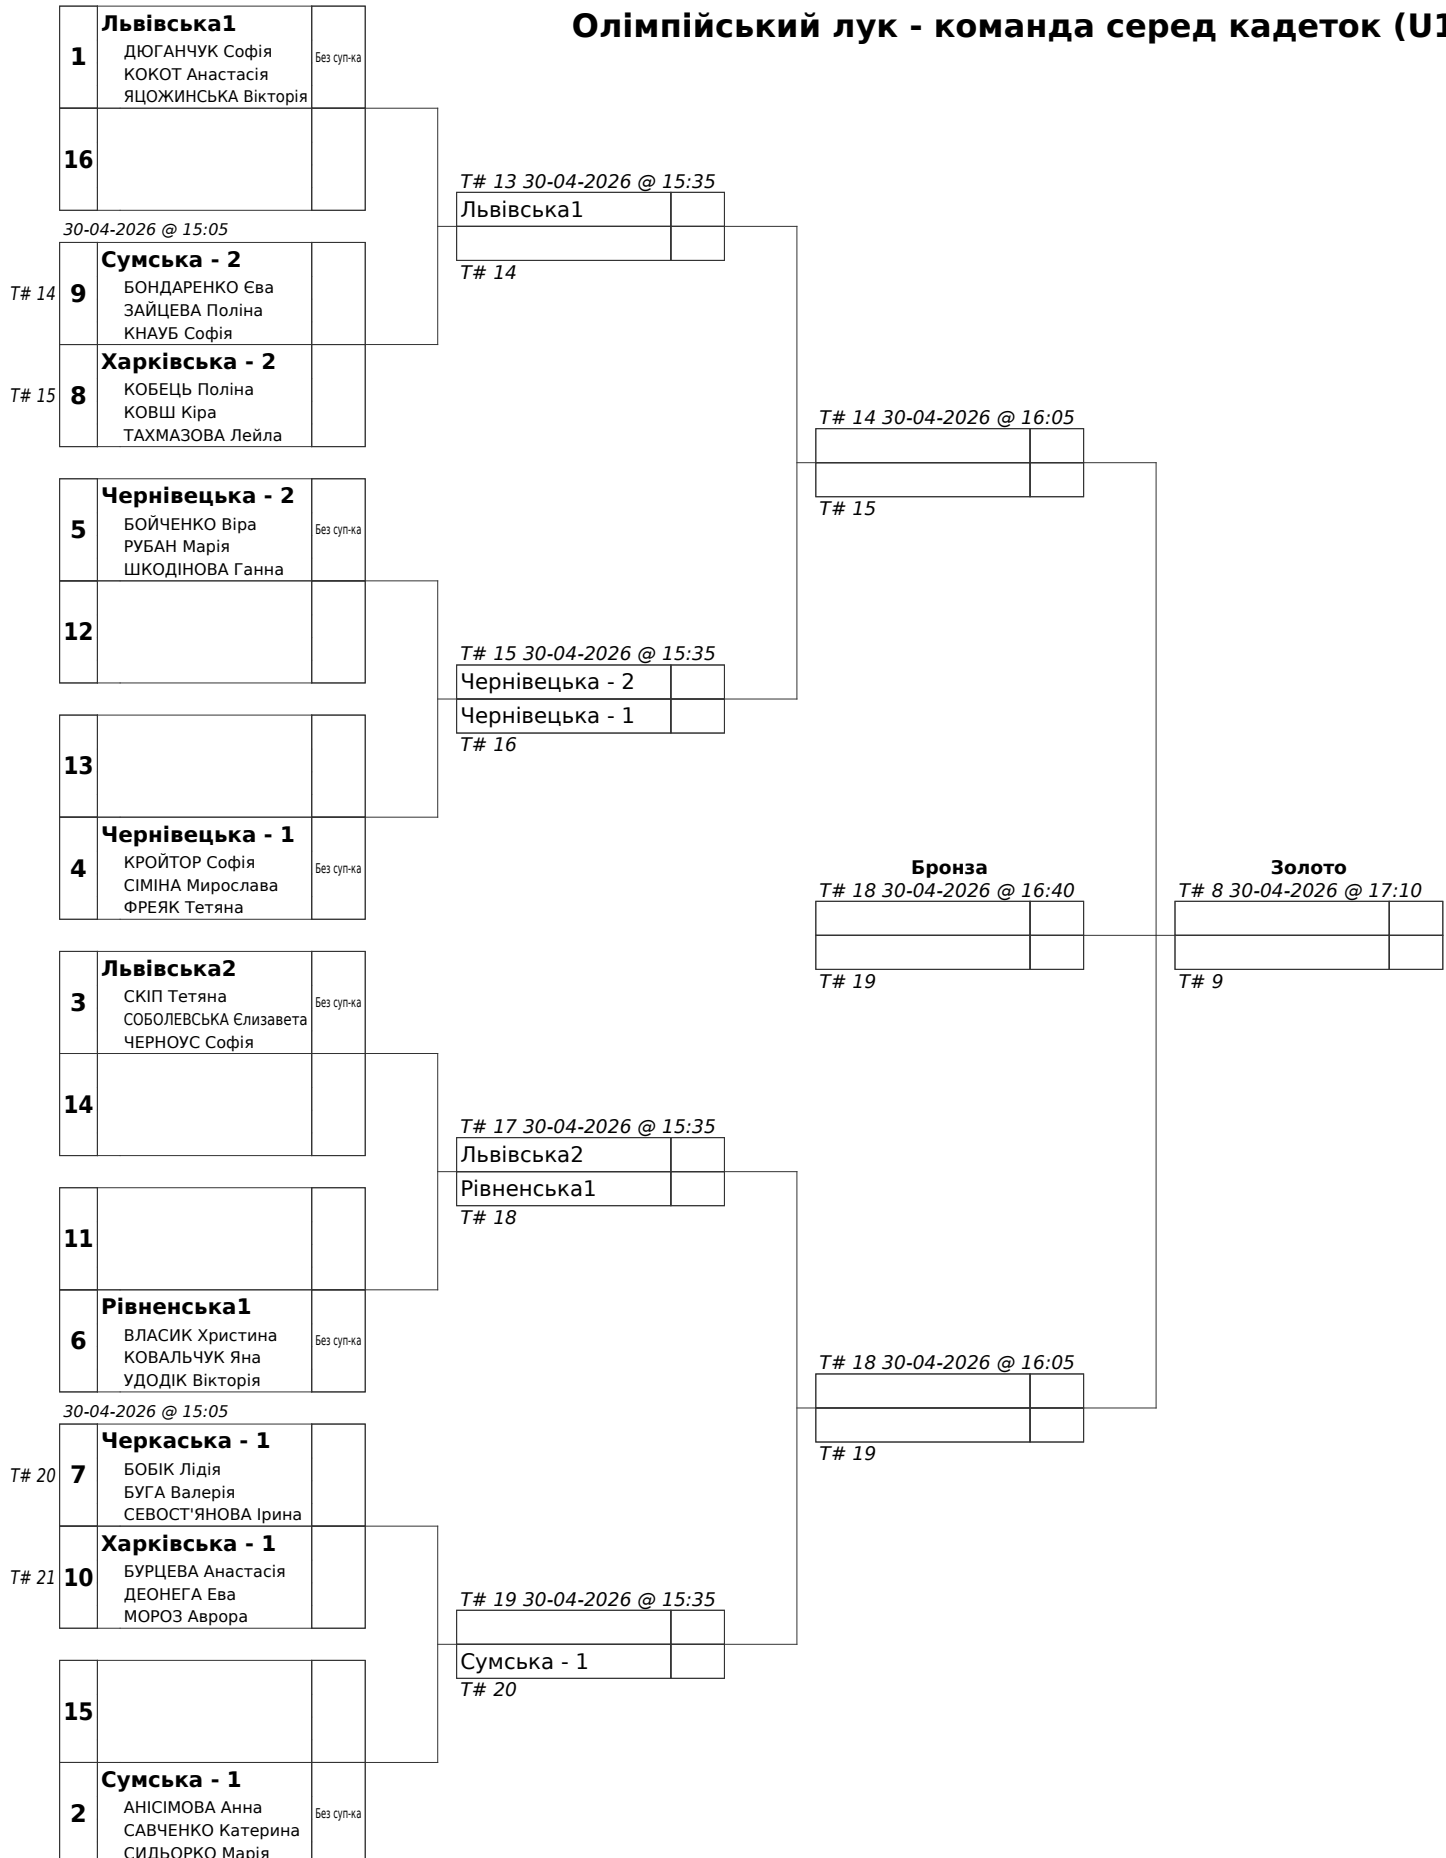 Олімпійський лук - команда серед кадеток (U1
1
Львівська1
ДЮГАНЧУК Софія
КОКОТ Анастасія
ЯЦОЖИНСЬКА Вікторія
Без суп-ка
16
30-04-2026 @ 15:05
T# 14
9
Сумська - 2
БОНДАРЕНКО Єва
ЗАЙЦЕВА Поліна
КНАУБ Софія
T# 15
8
Харківська - 2
КОБЕЦЬ Поліна
КОВШ Кіра
ТАХМАЗОВА Лейла
5
Чернівецька - 2
БОЙЧЕНКО Віра
РУБАН Марія
ШКОДІНОВА Ганна
Без суп-ка
12
13
4
Чернівецька - 1
КРОЙТОР Софія
СІМІНА Мирослава
ФРЕЯК Тетяна
Без суп-ка
3
Львівська2
СКІП Тетяна
СОБОЛЕВСЬКА Єлизавета
ЧЕРНОУС Софія
Без суп-ка
14
11
6
Рівненська1
ВЛАСИК Христина
КОВАЛЬЧУК Яна
УДОДІК Вікторія
Без суп-ка
30-04-2026 @ 15:05
T# 20
7
Черкаська - 1
БОБІК Лідія
БУГА Валерія
СЕВОСТ'ЯНОВА Ірина
T# 21
10
Харківська - 1
БУРЦЕВА Анастасія
ДЕОНЕГА Ева
МОРОЗ Аврора
15
2
Сумська - 1
АНІСІМОВА Анна
САВЧЕНКО Катерина
СИДЬОРКО Марія
Без суп-ка
T# 13 30-04-2026 @ 15:35
Львівська1
T# 14
T# 15 30-04-2026 @ 15:35
Чернівецька - 2
Чернівецька - 1
T# 16
T# 17 30-04-2026 @ 15:35
Львівська2
Рівненська1
T# 18
T# 19 30-04-2026 @ 15:35
Сумська - 1
T# 20
T# 14 30-04-2026 @ 16:05
T# 15
Бронза
T# 18 30-04-2026 @ 16:40
T# 19
T# 18 30-04-2026 @ 16:05
T# 19
Золото
T# 8 30-04-2026 @ 17:10
T# 9